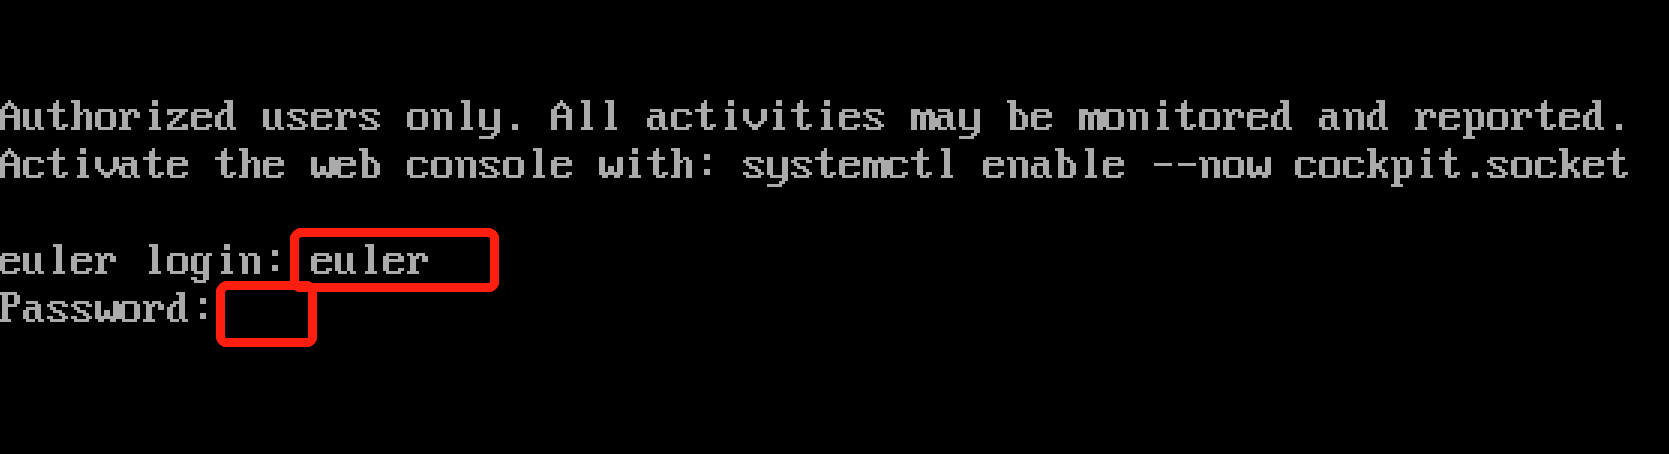 Authorized users only. All activities may be monitored and reported.
Activate the web console with: systemctl enable --now cockpit.socket
euler login: euler
Password: